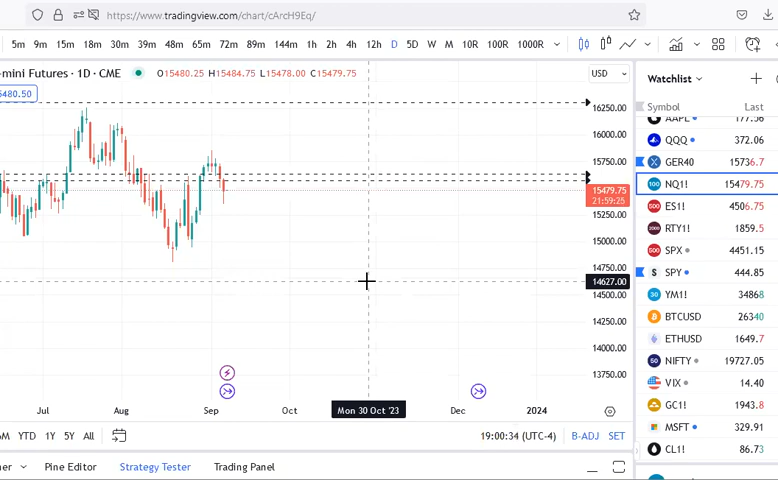 https://www.tradingview.com/chart/cArcH9Eq/
5m 9m 15m 18m 30m 39m 48m 65m 72m 89m 144m 1h 2h 4h 12h D 5D W M 10R 100R 1000R
-mini Futures · 1D · CME O15480.25 H15484.75 L15478.00 C15479.75
5480.50
USD
16250.00
16000.00
15750.00
15479.75
21:59:25
15250.00
15000.00
14750.00
14627.00
14500.00
14250.00
14000.00
13750.00
Jul Aug Sep Oct Mon 30 Oct '23 Dec 2024
6M YTD 1Y 5Y All 19:00:34 (UTC-4) B-ADJ SET
ner Pine Editor Strategy Tester Trading Panel
Watchlist
Symbol Last
AAPL 177.56
QQQ 372.06
GER40 15736.7
NQ1! 15479.75
ES1! 4506.75
RTY1! 1859.5
SPX 4451.15
SPY 444.85
YM1! 34868
BTCUSD 26340
ETHUSD 1649.7
NIFTY 19727.05
VIX 14.40
GC1! 1943.8
MSFT 329.91
CL1! 86.73